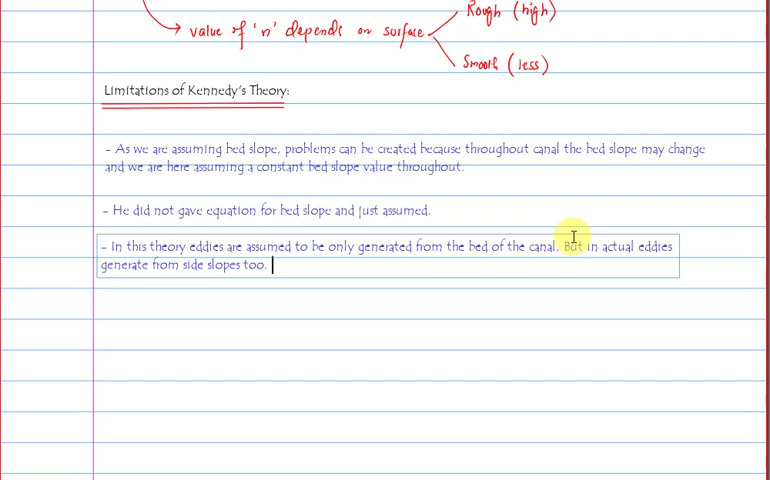 Rough (high)
value of 'n' depends on surface
Smooth (less)
Limitations of Kennedy's Theory:
- As we are assuming bed slope, problems can be created because throughout canal the bed slope may change
and we are here assuming a constant bed slope value throughout.
- He did not gave equation for bed slope and just assumed.
- In this theory eddies are assumed to be only generated from the bed of the canal. But in actual eddies
generate from side slopes too.